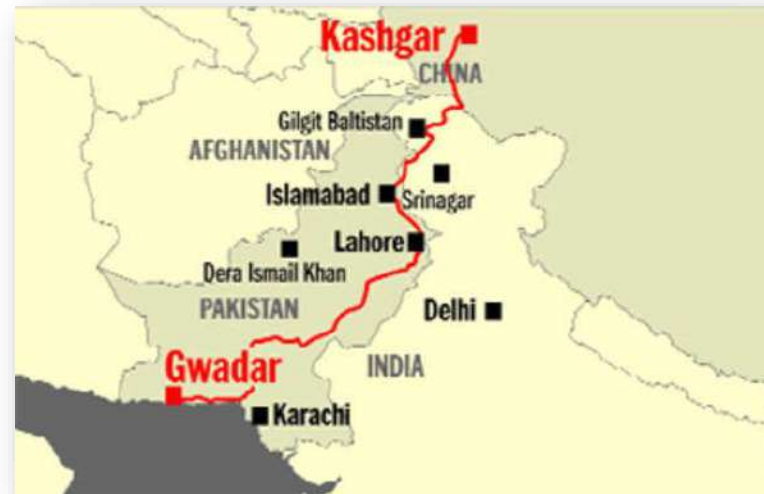 Kashgar
CHINA
Gilgit Baltistan
AFGHANISTAN
Islamabad
Srinagar
Lahore
Dera Ismail Khan
PAKISTAN
Delhi
Gwadar
INDIA
Karachi